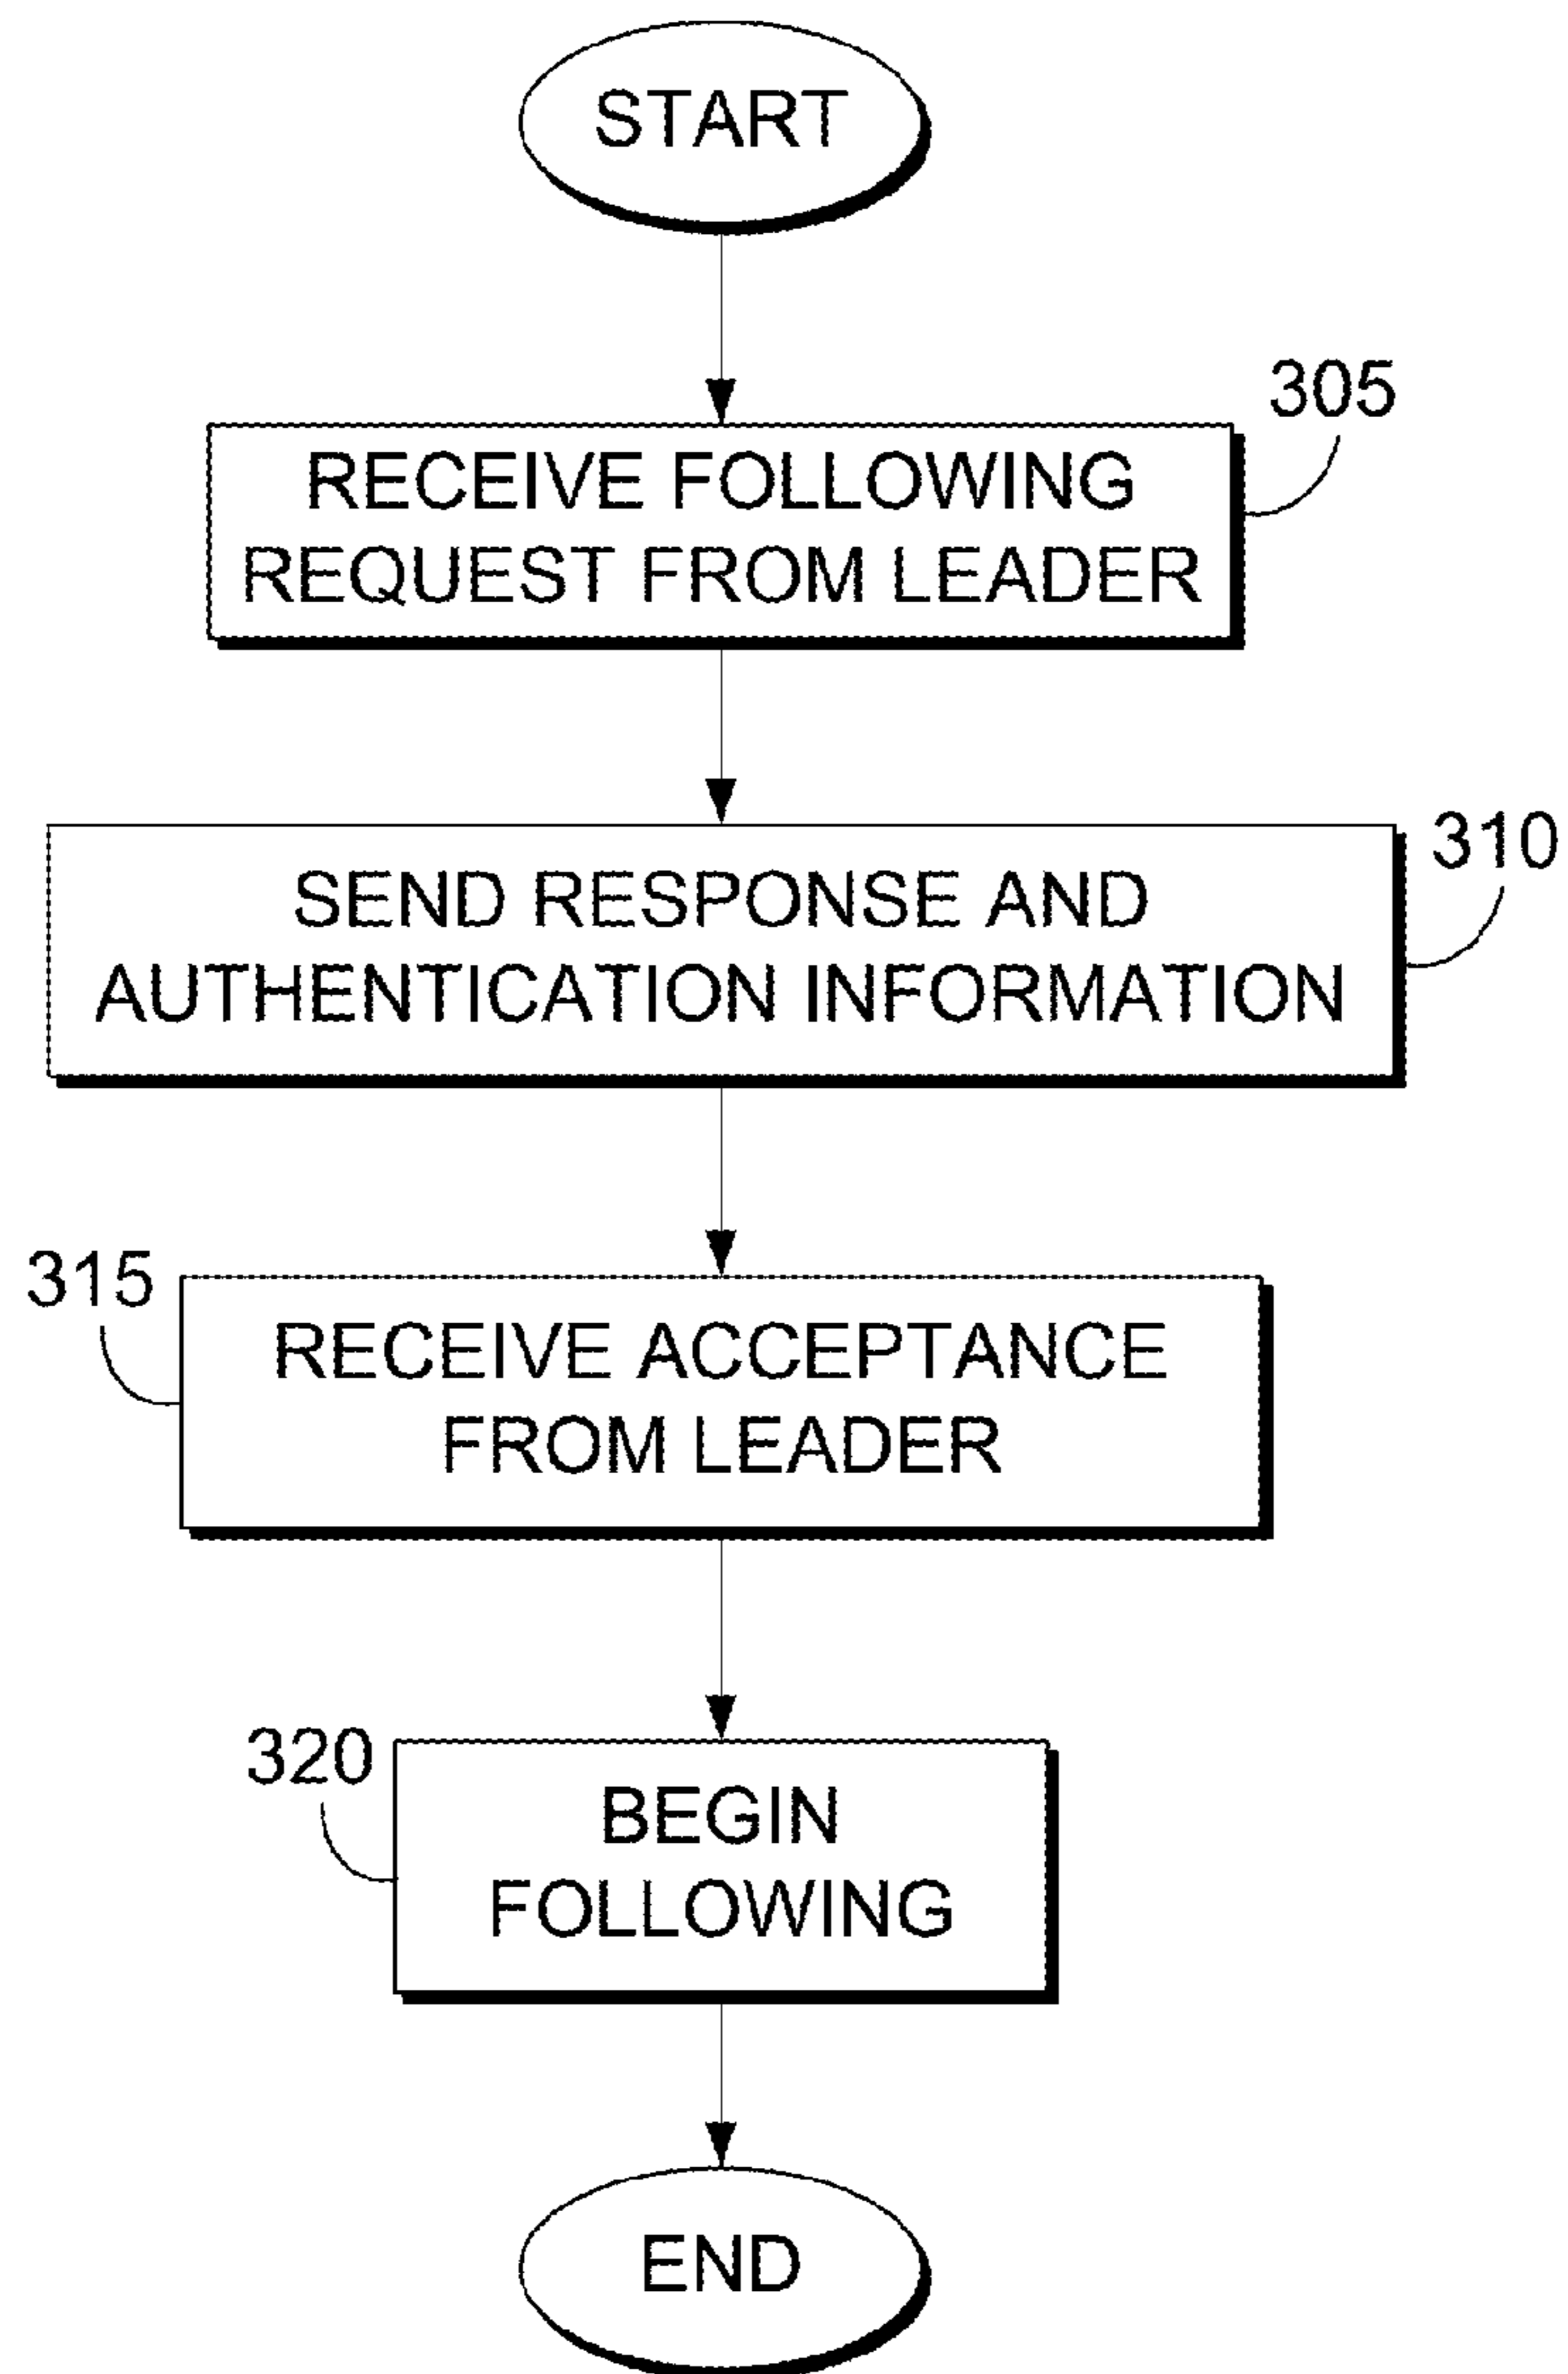 START
305
RECEIVE FOLLOWING
REQUEST FROM LEADER
310
SEND RESPONSE AND
AUTHENTICATION INFORMATION
315
RECEIVE ACCEPTANCE
FROM LEADER
320
BEGIN
FOLLOWING
END